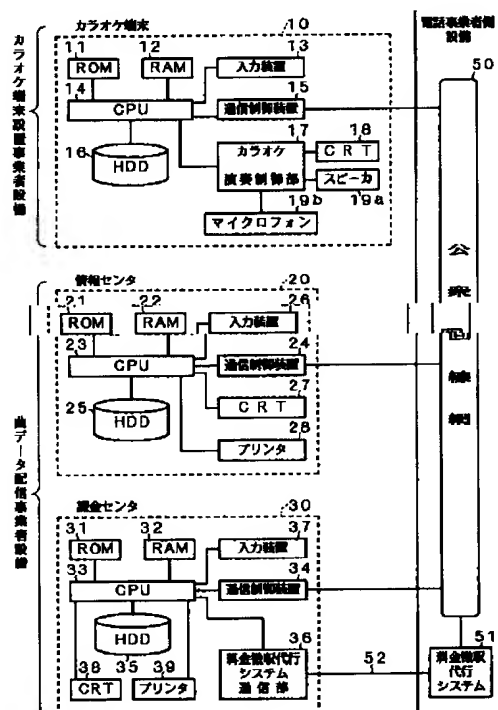 カラオケ端末
10
電話事業者側
設備
50
11
12
13
ROM
RAM
入力装置
14
15
CPU
通信制御装置
17
18
16
HDD
カラオケ
演奏制御部
CRT
スピーカ
19a
19b
マイクロフォン
カラオケ端末設置事業者設備
公衆回線網
情報センタ
20
21
22
26
ROM
RAM
入力装置
23
24
CPU
通信制御装置
27
25
HDD
CRT
28
プリンタ
曲データ配信事業者設備
課金センタ
30
31
32
37
ROM
RAM
入力装置
33
34
CPU
通信制御装置
36
HDD
35
料金徴収代行
システム
通信部
38
39
CRT
プリンタ
52
51
料金徴収
代行
システム